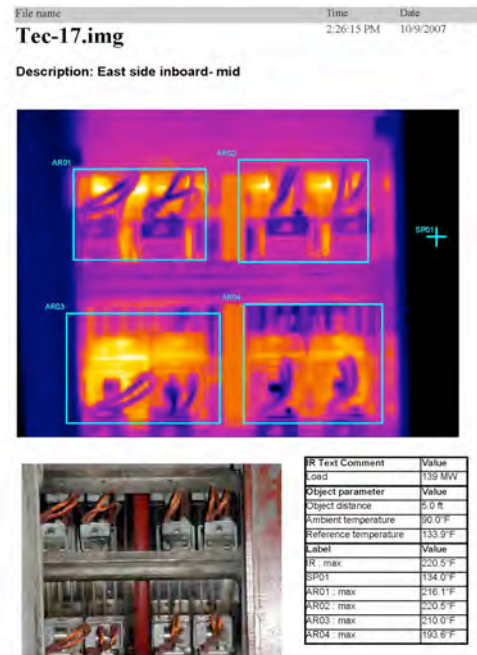 File name Time Date
Tec-17.img 2:26:15 PM 10/9/2007
Description: East side inboard- mid
AR01
AR02
SP01
AR03
AR04
IR Text Comment Value
Load 139 MW
Object parameter Value
Object distance 5.0 ft
Ambient temperature 90.0°F
Reference temperature 133.9°F
Label Value
IR : max 220.5°F
SP01 134.0°F
AR01 : max 216.1°F
AR02 : max 220.5°F
AR03 : max 210.0°F
AR04 : max 193.6°F